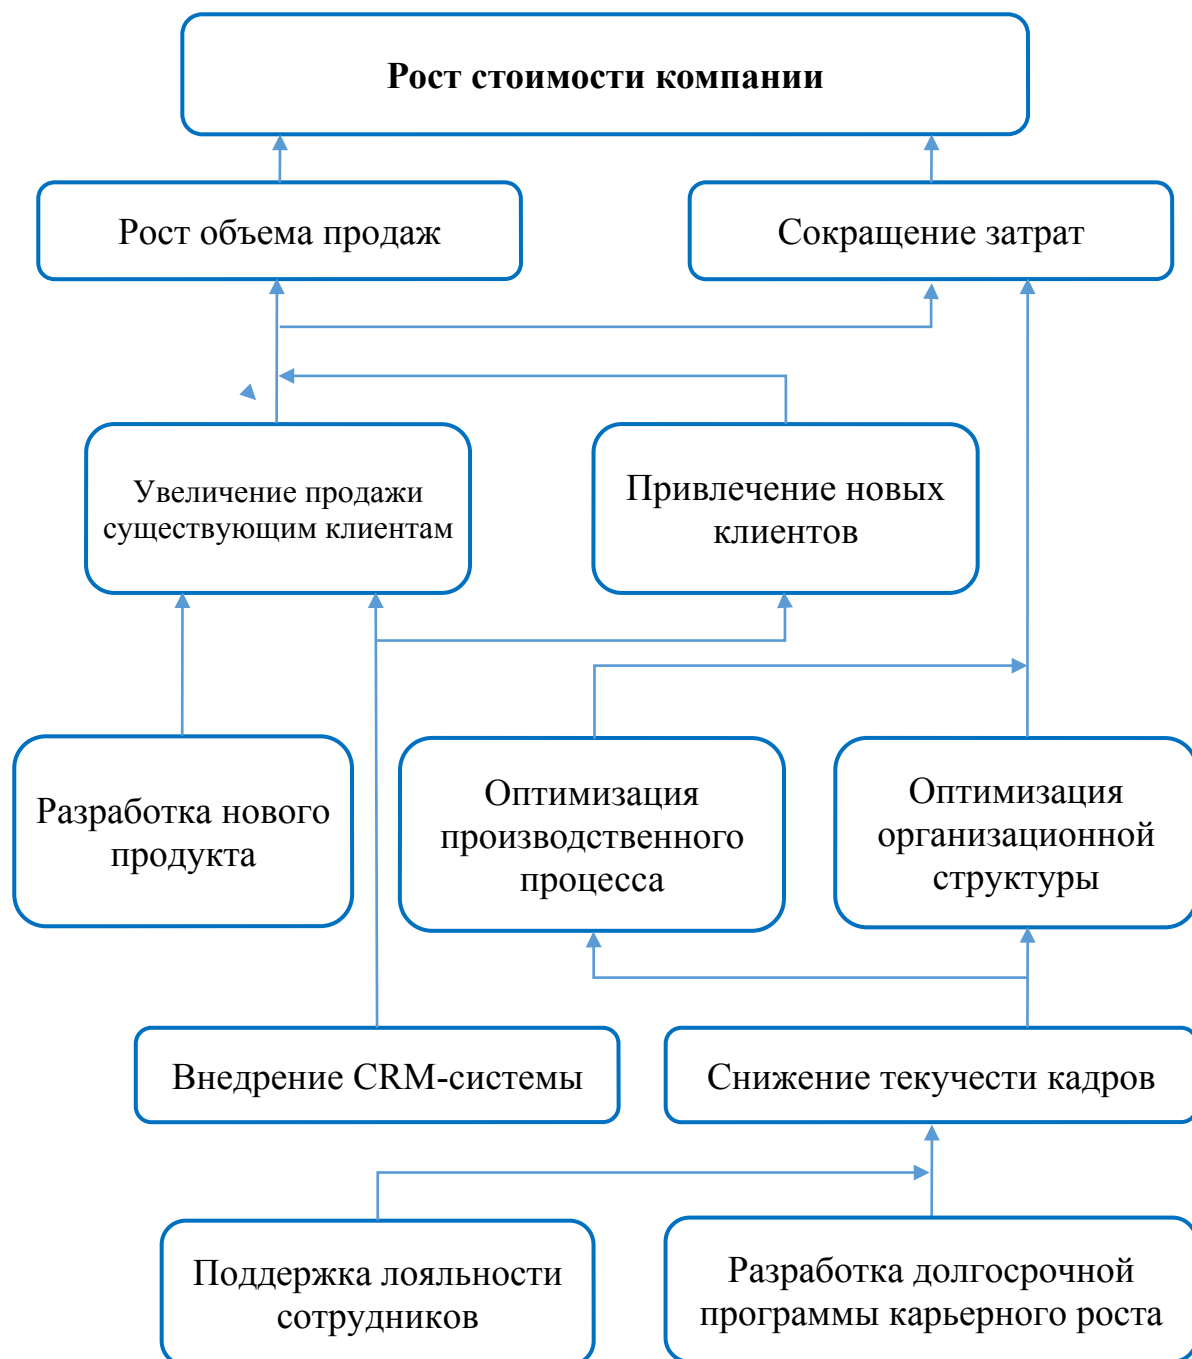 Рост стоимости компании
Рост объема продаж
Сокращение затрат
Увеличение продажи
существующим клиентам
Привлечение новых
клиентов
Разработка нового
продукта
Оптимизация
производственного
процесса
Оптимизация
организационной
структуры
Внедрение CRM-системы
Снижение текучести кадров
Поддержка лояльности
сотрудников
Разработка долгосрочной
программы карьерного роста